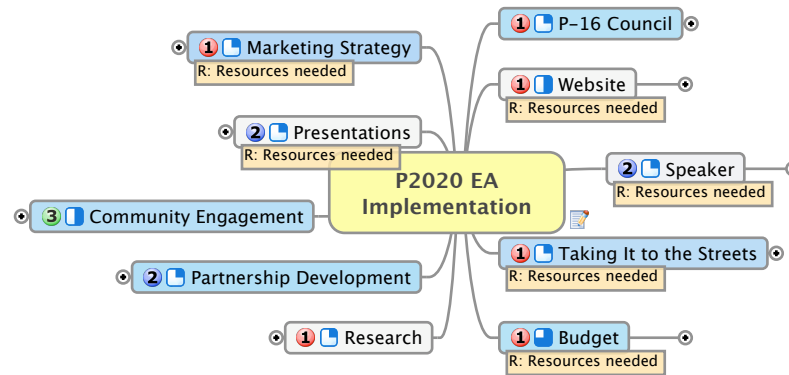 1 P-16 Council
1 Marketing Strategy
R: Resources needed
1 Website
R: Resources needed
2 Presentations
R: Resources needed
P2020 EA
Implementation
2 Speaker
R: Resources needed
3 Community Engagement
1 Taking It to the Streets
R: Resources needed
2 Partnership Development
1 Research
1 Budget
R: Resources needed